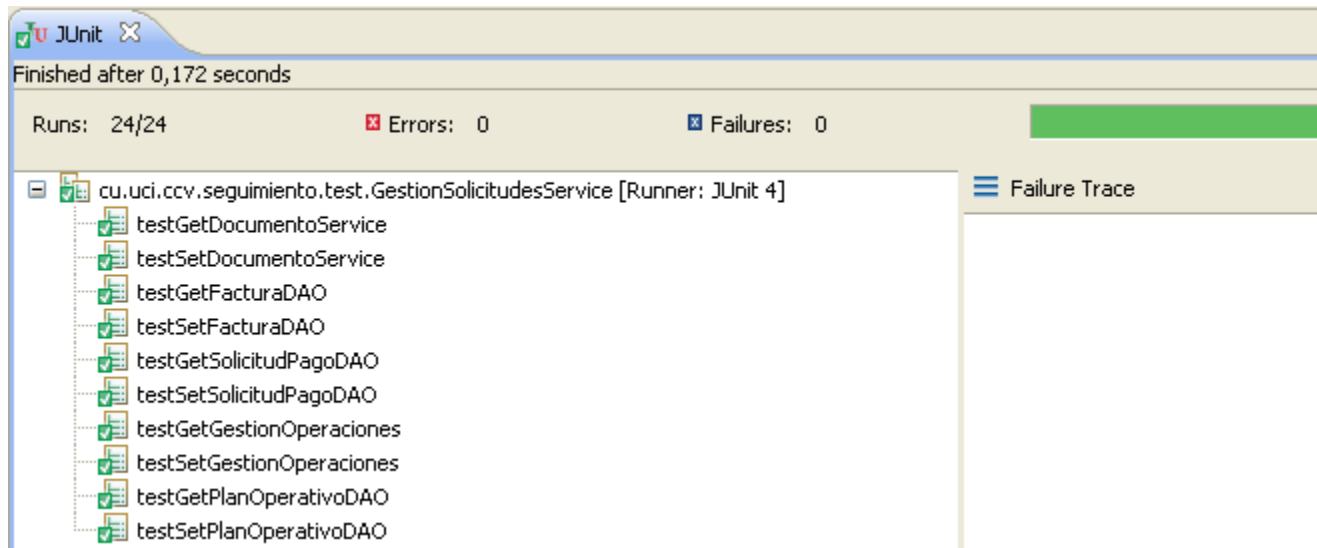 JUnit
Finished after 0,172 seconds
Runs: 24/24 Errors: 0 Failures: 0
cu.uci.ccv.seguimiento.test.GestionSolicitudesService [Runner: JUnit 4]
Failure Trace
testGetDocumentoService
testSetDocumentoService
testGetFacturaDAO
testSetFacturaDAO
testGetSolicitudPagoDAO
testSetSolicitudPagoDAO
testGetGestionOperaciones
testSetGestionOperaciones
testGetPlanOperativoDAO
testSetPlanOperativoDAO